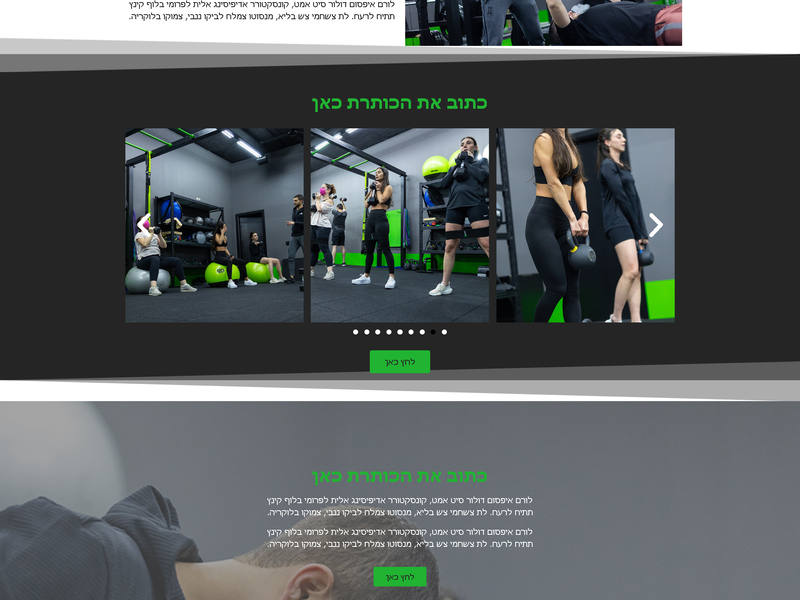 לורם איפסום דולור סיט אמט, קונסקטורר אדיפיסינג אלית לפרומי בלוף קינץ
תתיח לרעח. לת צשחמי צש בליא, מנסוטו צמלח לביקו ננבי, צמוקו בלוקריה.
כתוב את הכותרת כאן
לחץ כאן
כתוב את הכותרת כאן
לורם איפסום דולור סיט אמט, קונסקטורר אדיפיסינג אלית לפרומי בלוף קינץ
תתיח לרעח. לת צשחמי צש בליא, מנסוטו צמלח לביקו ננבי, צמוקו בלוקריה.
לורם איפסום דולור סיט אמט, קונסקטורר אדיפיסינג אלית לפרומי בלוף קינץ
תתיח לרעח. לת צשחמי צש בליא, מנסוטו צמלח לביקו ננבי, צמוקו בלוקריה.
לחץ כאן